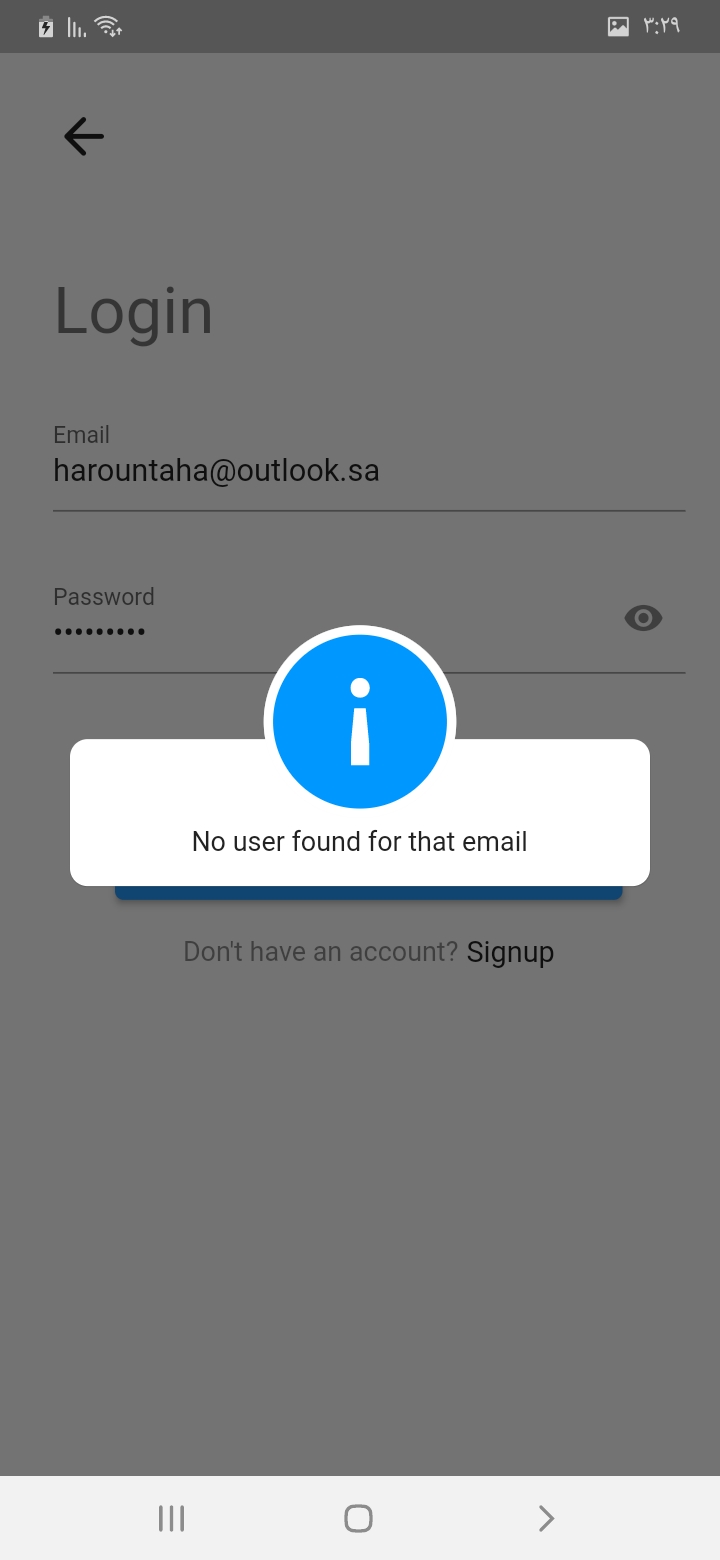 ٣:٢٩
Login
Email
harountaha@outlook.sa
Password
•••••••••
No user found for that email
Don't have an account? Signup